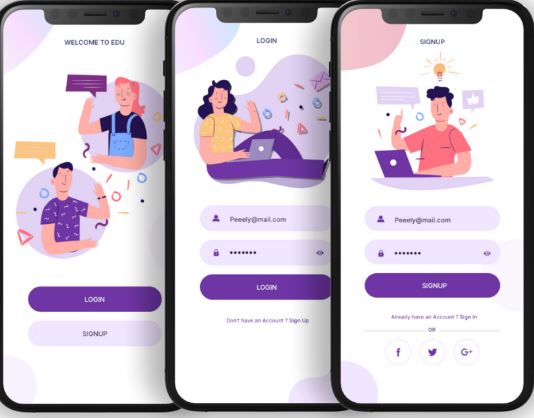 WELCOME TO EDU
LOGIN
SIGNUP
LOGIN
Peeely@mail.com
•••••••
LOGIN
Don't have an Account ? Sign Up
SIGNUP
Peeely@mail.com
•••••••
SIGNUP
Already have an Account ? Sign In
OR
f
G+